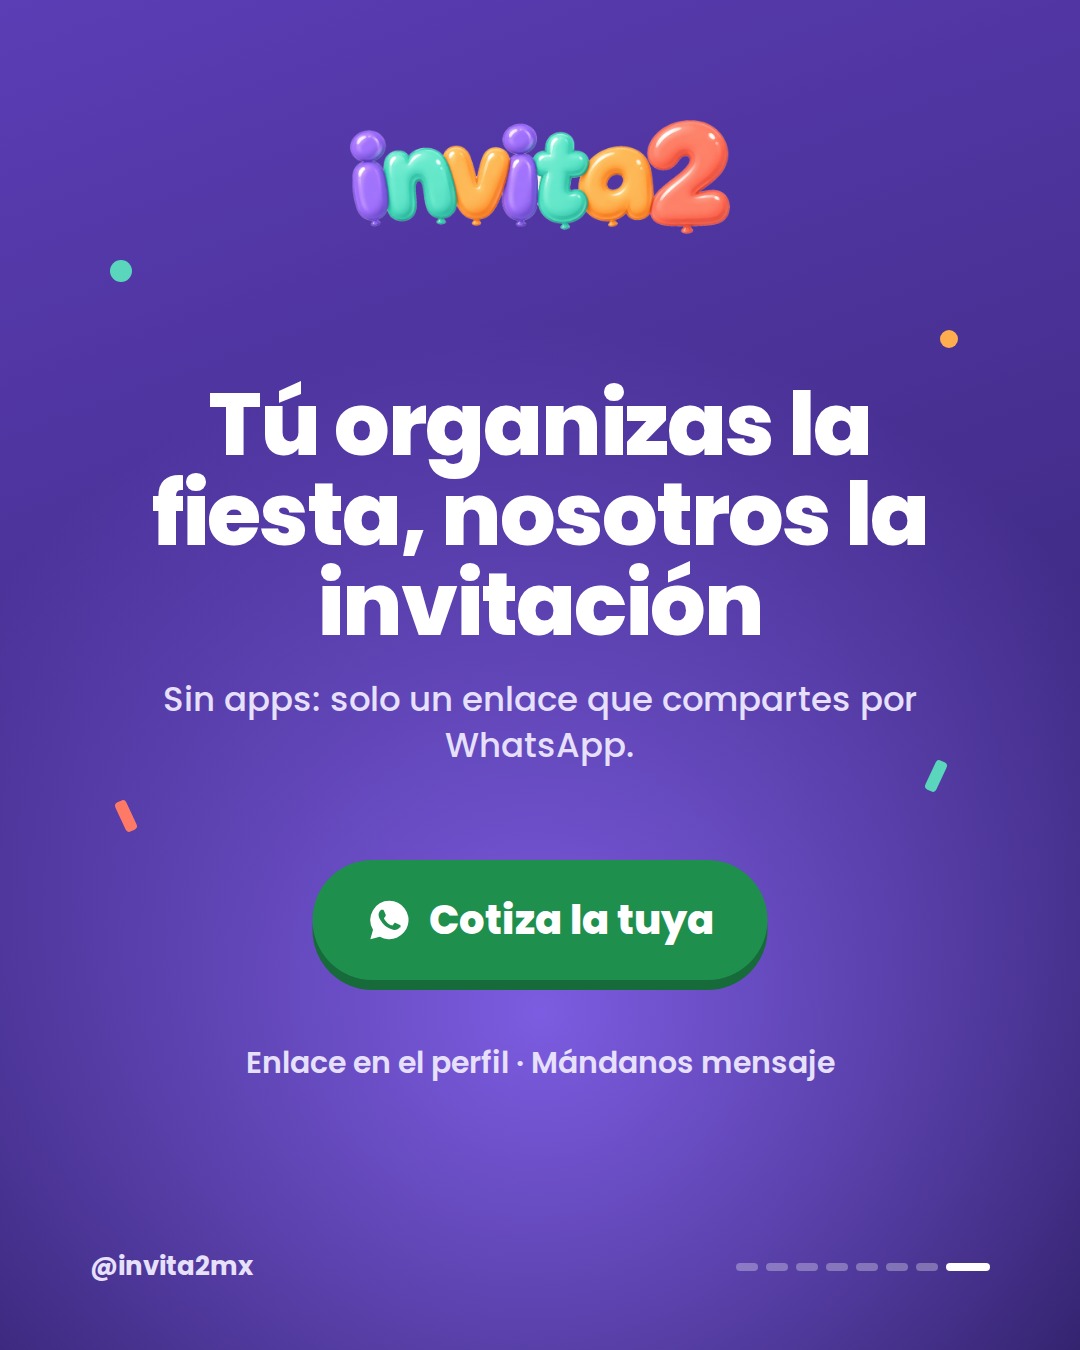 invita2
Tú organizas la
fiesta, nosotros la
invitación
Sin apps: solo un enlace que compartes por
WhatsApp.
Cotiza la tuya
Enlace en el perfil · Mándanos mensaje
@invita2mx